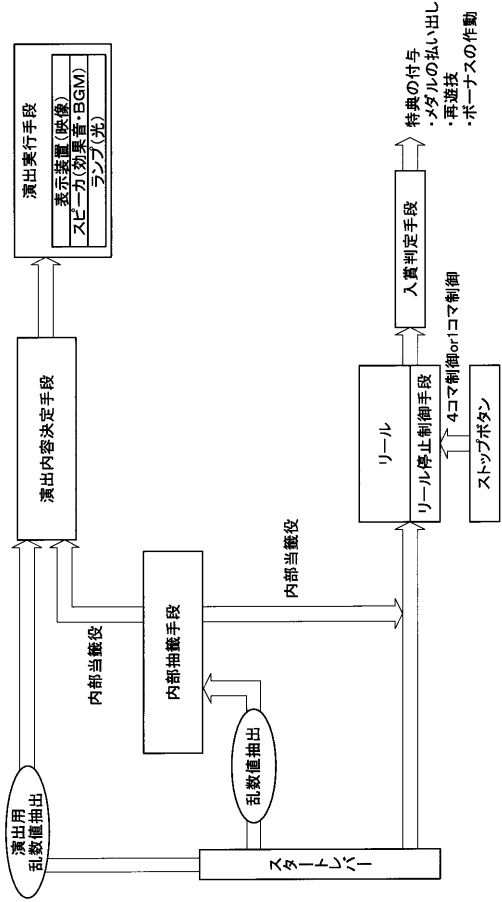 スタートレバー
演出用
乱数値抽出
乱数値抽出
内部抽籤手段
内部当籤役
内部当籤役
演出内容決定手段
演出実行手段
表示装置(映像)
スピーカ(効果音・BGM)
ランプ(光)
リール
リール停止制御手段
ストップボタン
4コマ制御or1コマ制御
入賞判定手段
特典の付与
・メダルの払い出し
・再遊技
・ボーナスの作動